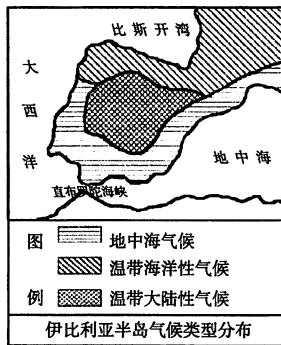 比斯开湾
大西洋
地中海
直布罗陀海峡
图例
地中海气候
温带海洋性气候
温带大陆性气候
伊比利亚半岛气候类型分布